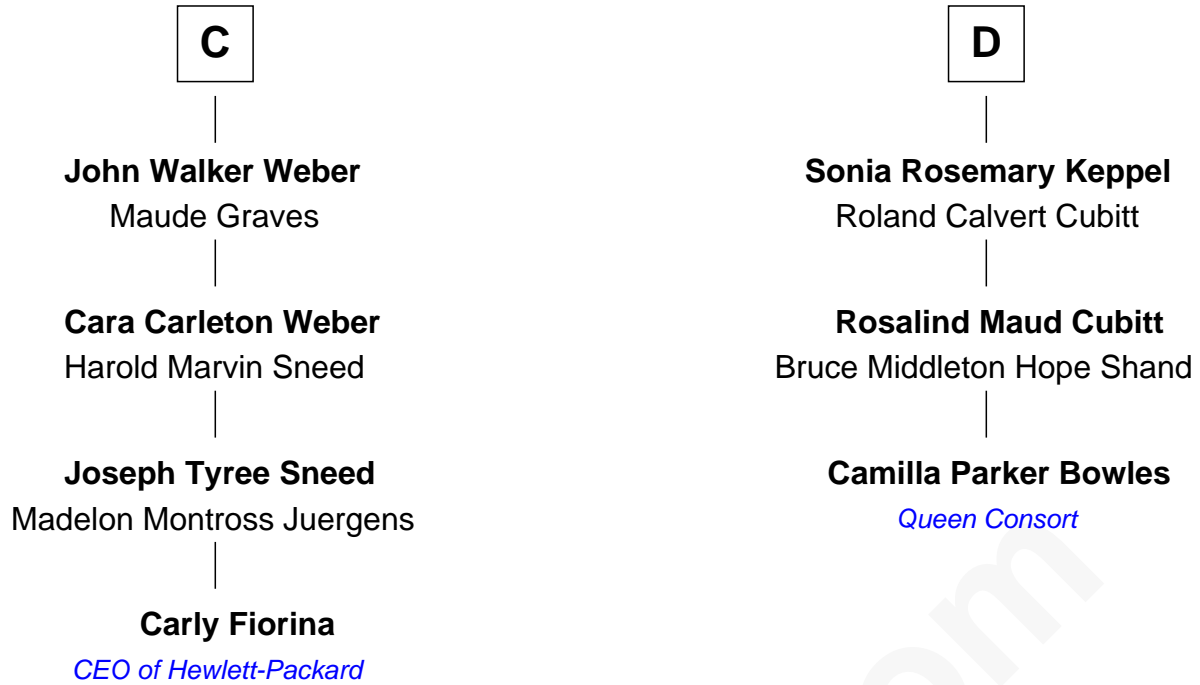 C
John Walker Weber
Maude Graves
Cara Carleton Weber
Harold Marvin Sneed
Joseph Tyree Sneed
Madelon Montross Juergens
Carly Fiorina
CEO of Hewlett-Packard
D
Sonia Rosemary Keppel
Roland Calvert Cubitt
Rosalind Maud Cubitt
Bruce Middleton Hope Shand
Camilla Parker Bowles
Queen Consort
om